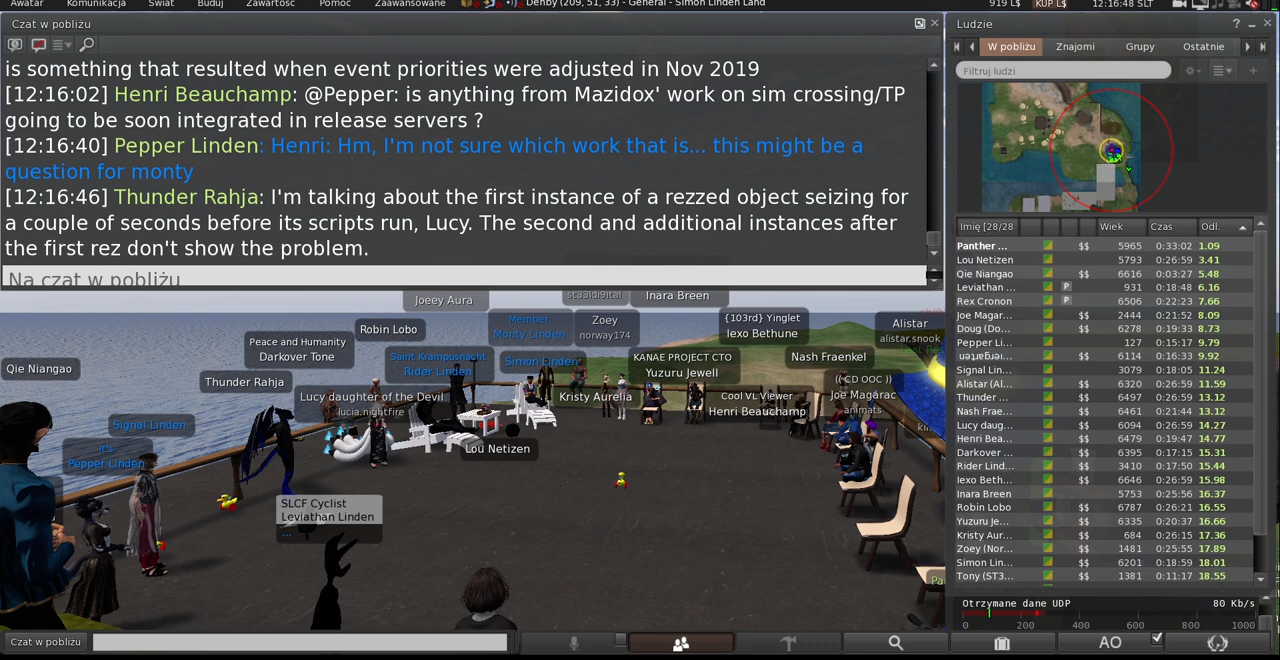 Awatar Komunikacja Świat Buduj Zawartość Pomoc Zaawansowane Denby (209, 51, 33) - General - Simon Linden Land 919 L$ KUP L$ 12:16:48 SLT
Czat w pobliżu
is something that resulted when event priorities were adjusted in Nov 2019
[12:16:02] Henri Beauchamp: @Pepper: is anything from Mazidox' work on sim crossing/TP
going to be soon integrated in release servers ?
[12:16:40] Pepper Linden: Henri: Hm, I'm not sure which work that is... this might be a
question for monty
[12:16:46] Thunder Rahja: I'm talking about the first instance of a rezzed object seizing for
a couple of seconds before its scripts run, Lucy. The second and additional instances after
the first rez don't show the problem.
Na czat w pobliżu
Joeey Aura
st33ldi9ital
Inara Breen
Robin Lobo
Member
Monty Linden
Zoey
norway174
{103rd} Yinglet
Iexo Bethune
Alistar
alistar.snook
Peace and Humanity
Darkover Tone
Saint Krampusnacht
Rider Linden
Simon Linden
KANAE PROJECT CTO
Yuzuru Jewell
Nash Fraenkel
Qie Niangao
Thunder Rahja
Lucy daughter of the Devil
lucia.nightfire
Kristy Aurelia
Cool VL Viewer
Henri Beauchamp
(( CD OOC ))
Joe Magarac
animats
Signal Linden
It's
Pepper Linden
Lou Netizen
SLCF Cyclist
Leviathan Linden
...
Czat w pobliżu
Ludzie
W pobliżu Znajomi Grupy Ostatnie
Filtruj ludzi
Imię [28/28 Wiek Czas Odl.
Panther ... $$ 5965 0:33:02 1.09
Lou Netizen 5793 0:26:59 3.41
Qie Niangao $$ 6616 0:03:27 5.48
Leviathan ... P 931 0:18:48 6.16
Rex Cronon P 6506 0:22:23 7.66
Joe Magar... $$ 2444 0:21:52 8.09
Doug (Do... $$ 6278 0:19:33 8.73
Pepper Li... 127 0:15:17 9.79
$$ 6114 0:16:33 9.92
Signal Lin... 3079 0:18:05 11.24
Alistar (Al... $$ 6320 0:26:59 11.59
Thunder ... $$ 6497 0:26:59 13.12
Nash Frae... $$ 6461 0:21:44 13.12
Lucy daug... $$ 6094 0:26:59 14.27
Henri Bea... $$ 6479 0:19:47 14.77
Darkover ... $$ 6395 0:17:15 15.31
Rider Lind... $$ 3410 0:17:50 15.44
Iexo Beth... $$ 6646 0:26:59 15.98
Inara Breen 5753 0:25:56 16.37
Robin Lobo $$ 6787 0:26:21 16.55
Yuzuru Je... $$ 6335 0:20:37 16.66
Kristy Aur... $$ 684 0:26:15 17.36
Zoey (Nor... $$ 1481 0:25:55 17.89
Simon Lin... $$ 6201 0:18:59 18.01
Tony (ST3... $$ 1381 0:11:17 18.55
Otrzymane dane UDP 80 Kb/s
0 200 400 600 800 1000
AO